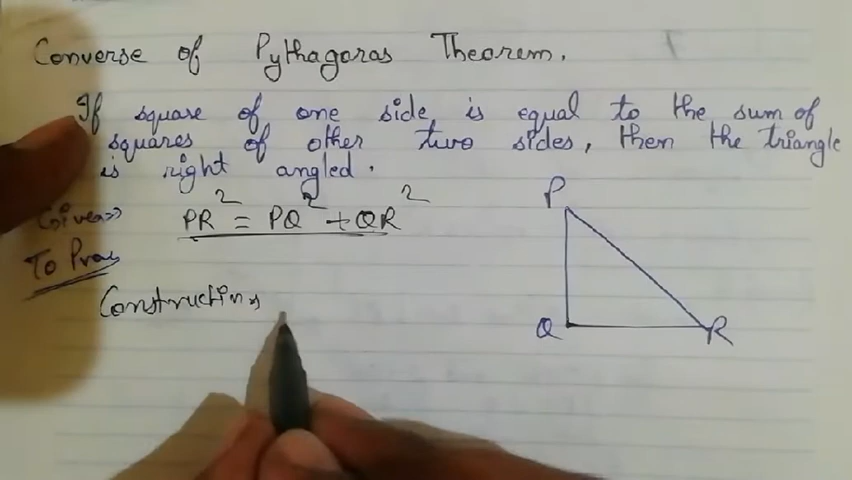 Converse of Pythagoras Theorem.
If square of one side is equal to the sum of
squares of other two sides, then the triangle
is right angled.
Given⇒ PR² = PQ² + QR²
To Prov
Construction⇒
P
Q
R